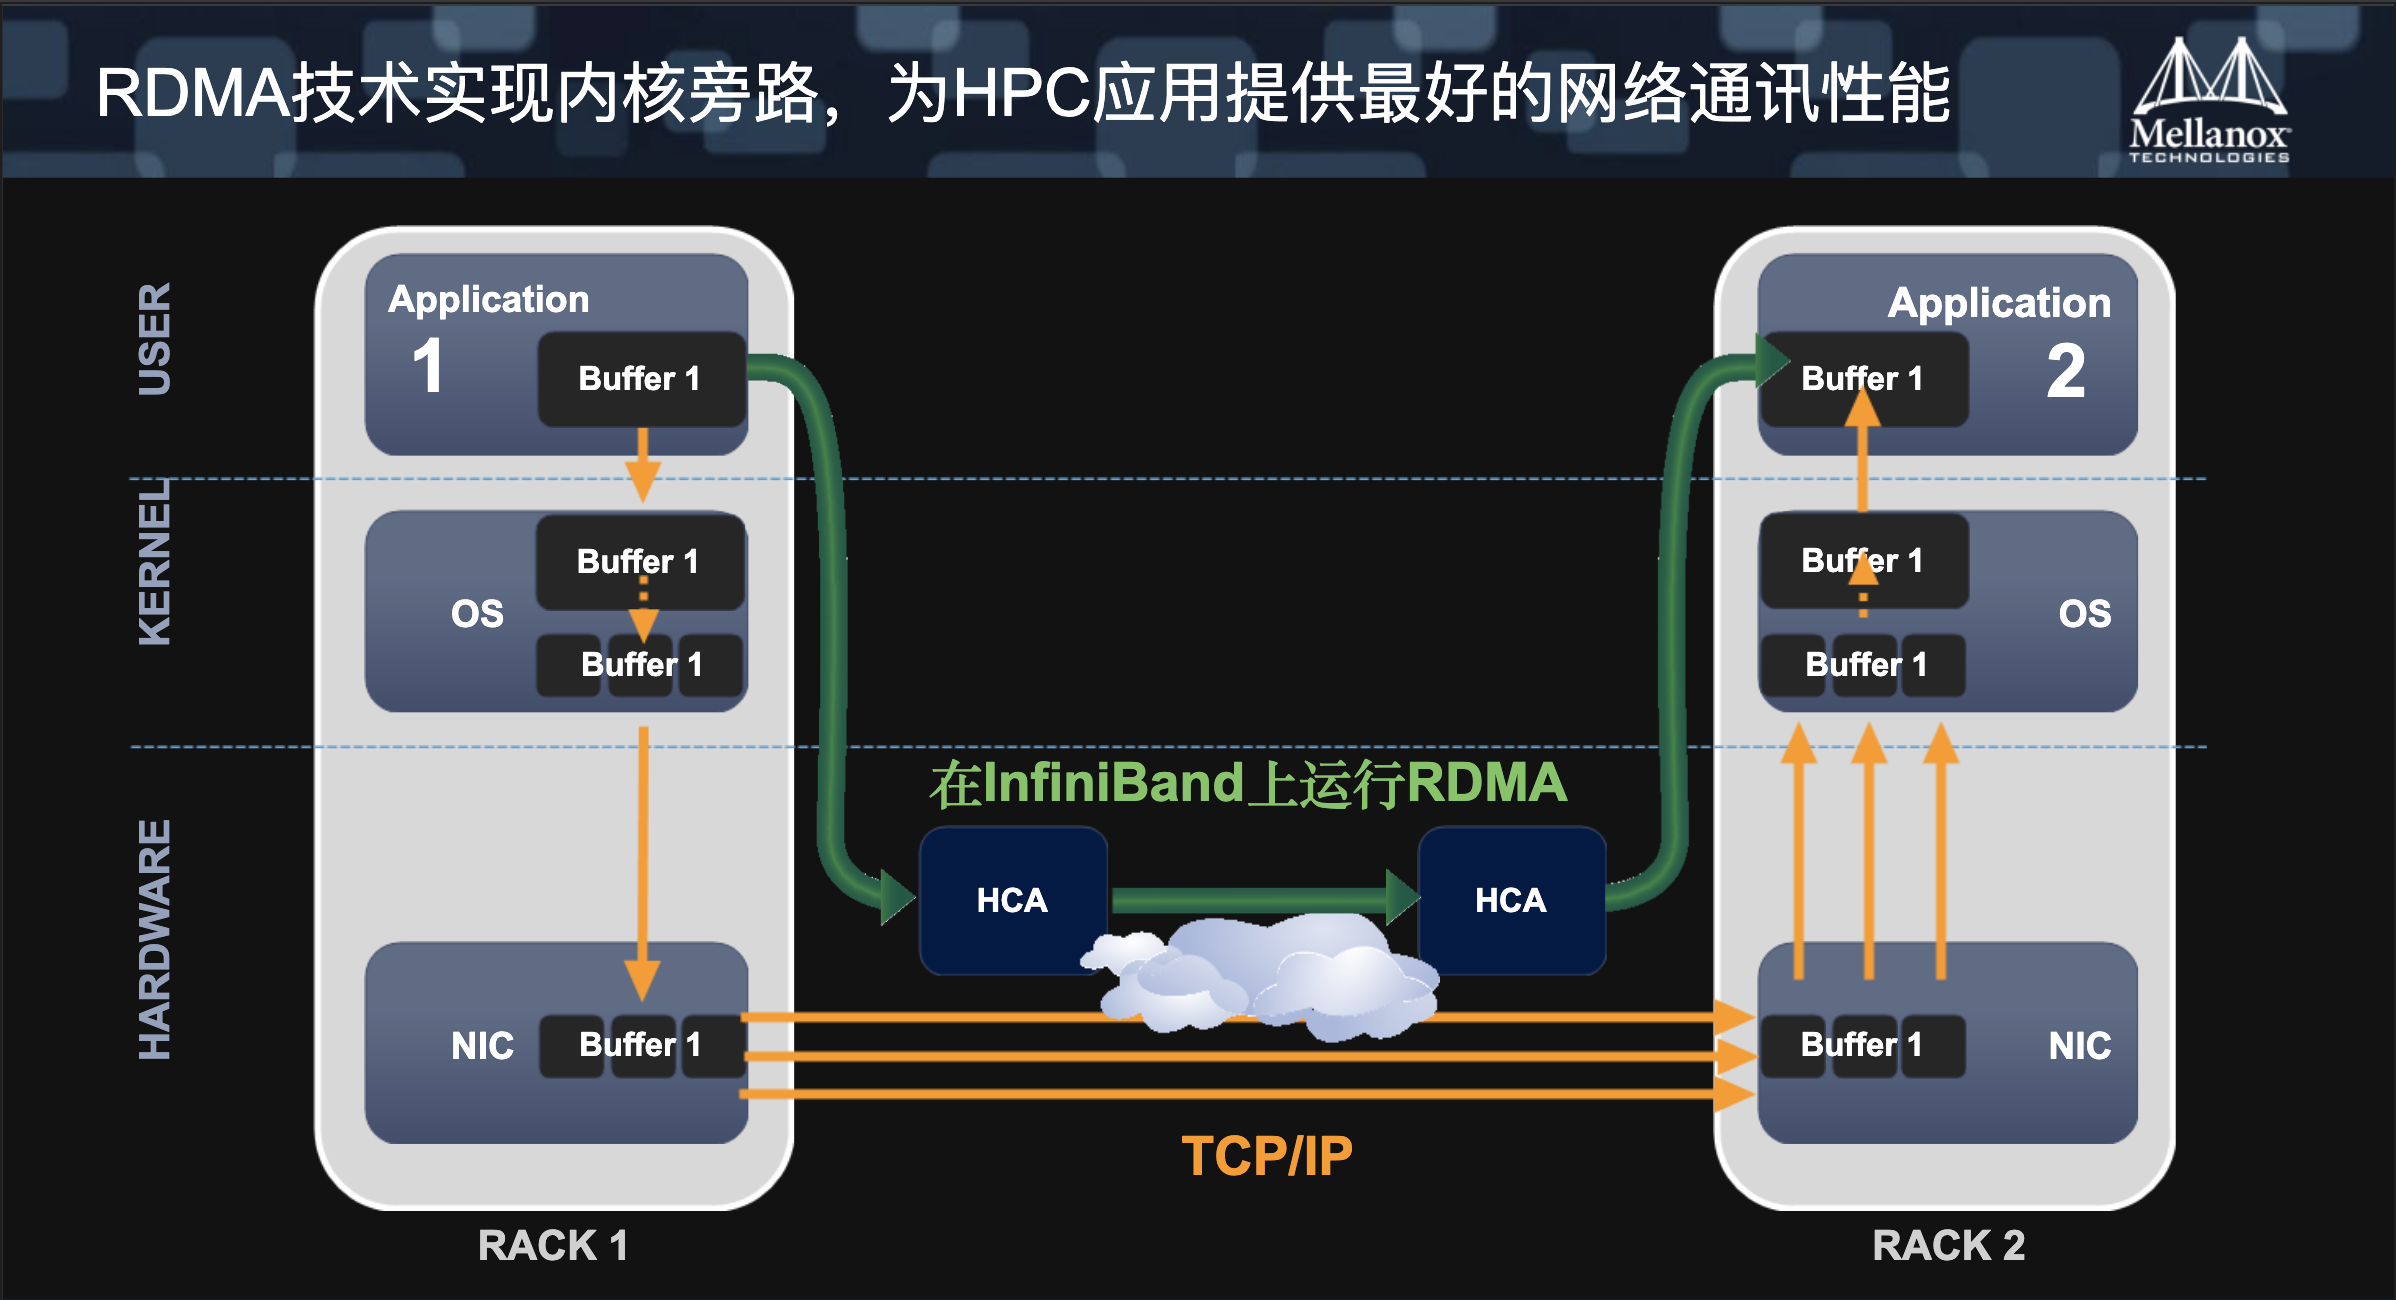 RDMA技术实现内核旁路，为HPC应用提供最好的网络通讯性能
Mellanox
TECHNOLOGIES
USER
Application
1
Buffer 1
Application
2
Buffer 1
KERNEL
OS
Buffer 1
Buffer 1
Buffer 1
Buffer 1
OS
HARDWARE
在InfiniBand上运行RDMA
HCA
HCA
NIC
Buffer 1
Buffer 1
NIC
TCP/IP
RACK 1
RACK 2